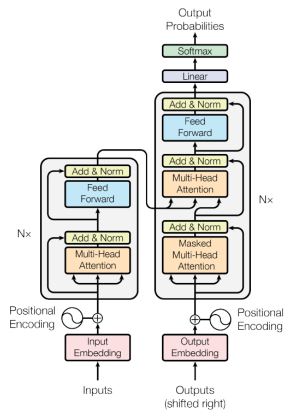 Output
Probabilities
Softmax
Linear
Add & Norm
Feed
Forward
Add & Norm
Multi-Head
Attention
Add & Norm
Masked
Multi-Head
Attention
N×
Positional
Encoding
Output
Embedding
Outputs
(shifted right)
Add & Norm
Feed
Forward
N×
Add & Norm
Multi-Head
Attention
Positional
Encoding
Input
Embedding
Inputs